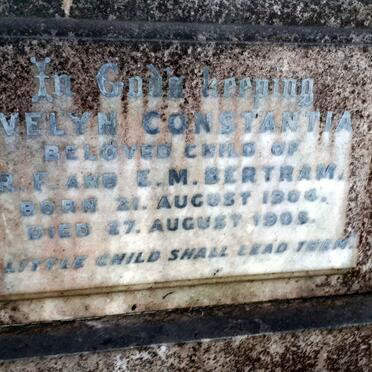 In God's keeping
VELYN CONSTANTIA
BELOVED CHILD OF
R. F. AND E. M. BERTRAM.
BORN 21. AUGUST 1904.
DIED 27. AUGUST 1905.
LITTLE CHILD SHALL LEAD THEM